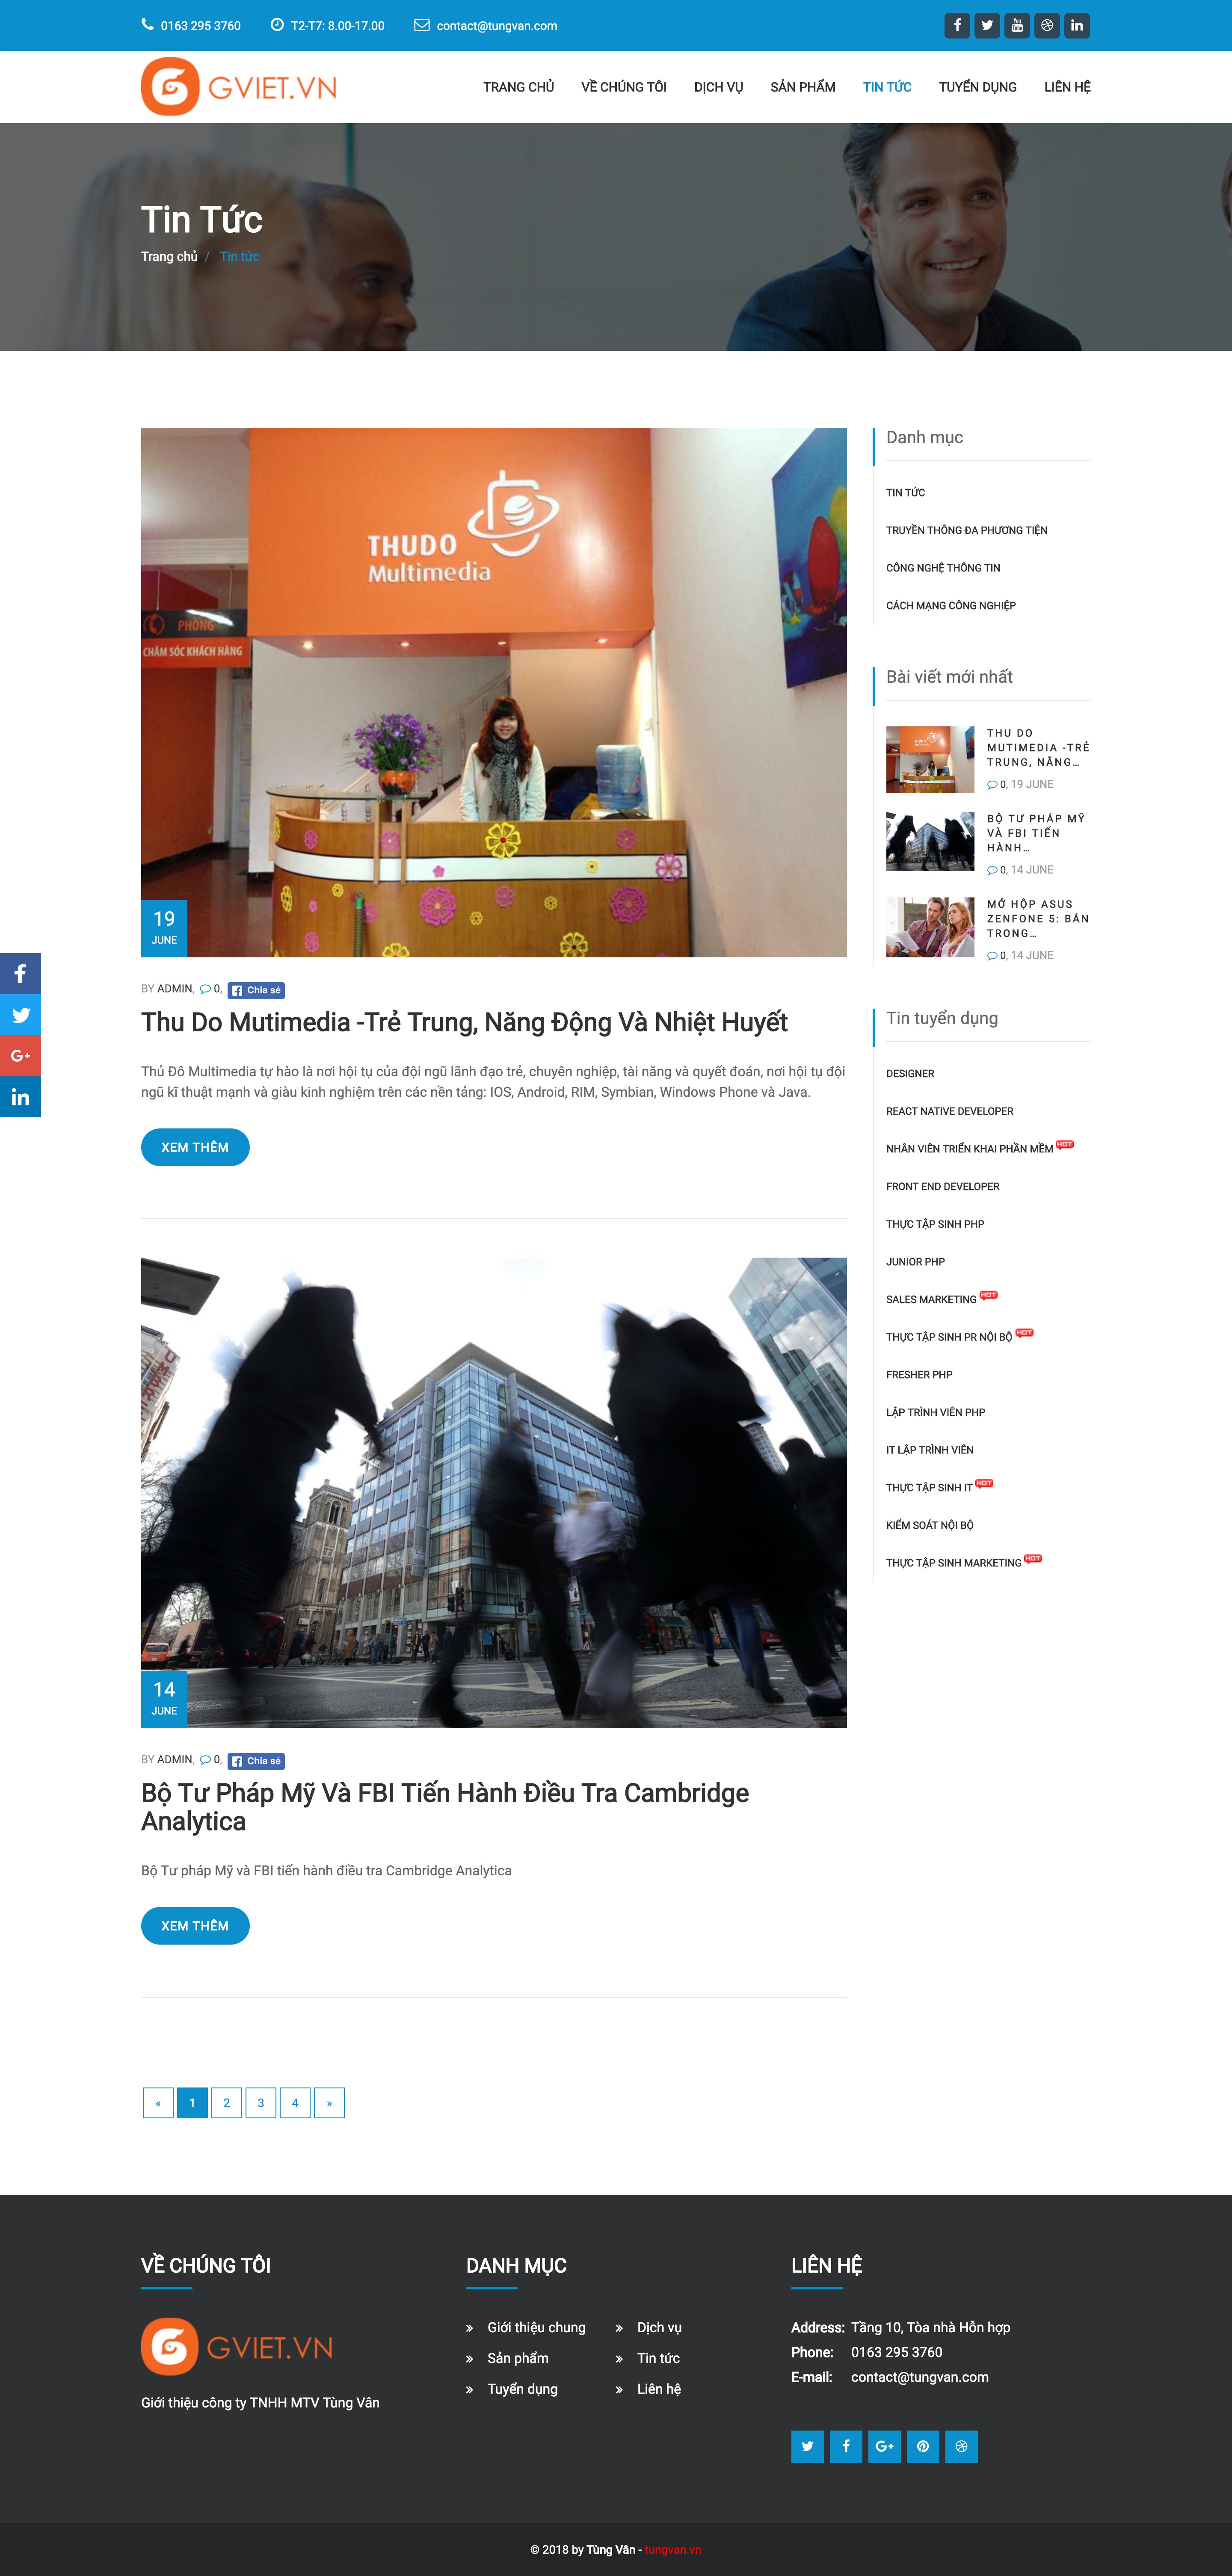 0163 295 3760 T2-T7: 8.00-17.00 contact@tungvan.com
GVIET.VN
TRANG CHỦ VỀ CHÚNG TÔI DỊCH VỤ SẢN PHẨM TIN TỨC TUYỂN DỤNG LIÊN HỆ
Tin Tức
Trang chủ / Tin tức
THUDO
Multimedia
PHÒNG
CHĂM SÓC KHÁCH HÀNG
19
JUNE
BY ADMIN, 0, Chia sẻ
Thu Do Mutimedia -Trẻ Trung, Năng Động Và Nhiệt Huyết
Thủ Đô Multimedia tự hào là nơi hội tụ của đội ngũ lãnh đạo trẻ, chuyên nghiệp, tài năng và quyết đoán, nơi hội tụ đội
ngũ kĩ thuật mạnh và giàu kinh nghiệm trên các nền tảng: IOS, Android, RIM, Symbian, Windows Phone và Java.
XEM THÊM
14
JUNE
BY ADMIN, 0, Chia sẻ
Bộ Tư Pháp Mỹ Và FBI Tiến Hành Điều Tra Cambridge
Analytica
Bộ Tư pháp Mỹ và FBI tiến hành điều tra Cambridge Analytica
XEM THÊM
« 1 2 3 4 »
Danh mục
TIN TỨC
TRUYỀN THÔNG ĐA PHƯƠNG TIỆN
CÔNG NGHỆ THÔNG TIN
CÁCH MẠNG CÔNG NGHIỆP
Bài viết mới nhất
THU DO
MUTIMEDIA -TRẺ
TRUNG, NĂNG…
0, 19 JUNE
BỘ TƯ PHÁP MỸ
VÀ FBI TIẾN
HÀNH…
0, 14 JUNE
MỞ HỘP ASUS
ZENFONE 5: BÁN
TRONG…
0, 14 JUNE
Tin tuyển dụng
DESIGNER
REACT NATIVE DEVELOPER
NHÂN VIÊN TRIỂN KHAI PHẦN MỀM HOT
FRONT END DEVELOPER
THỰC TẬP SINH PHP
JUNIOR PHP
SALES MARKETING HOT
THỰC TẬP SINH PR NỘI BỘ HOT
FRESHER PHP
LẬP TRÌNH VIÊN PHP
IT LẬP TRÌNH VIÊN
THỰC TẬP SINH IT HOT
KIỂM SOÁT NỘI BỘ
THỰC TẬP SINH MARKETING HOT
VỀ CHÚNG TÔI
GVIET.VN
Giới thiệu công ty TNHH MTV Tùng Vân
DANH MỤC
Giới thiệu chung Dịch vụ
Sản phẩm Tin tức
Tuyển dụng Liên hệ
LIÊN HỆ
Address: Tầng 10, Tòa nhà Hỗn hợp
Phone: 0163 295 3760
E-mail: contact@tungvan.com
© 2018 by Tùng Vân - tungvan.vn